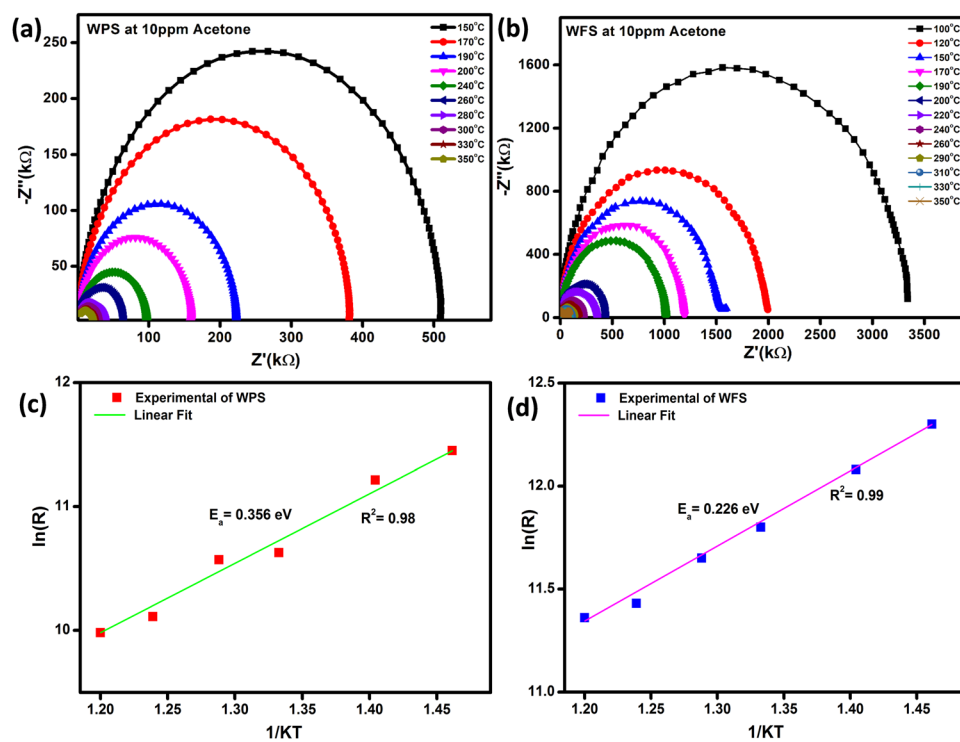 (a)
WPS at 10ppm Acetone
150°C
170°C
190°C
200°C
240°C
260°C
280°C
300°C
330°C
350°C
250
200
150
100
50
-Z''(kΩ)
100
200
300
400
500
Z'(kΩ)
(b)
WFS at 10ppm Acetone
100°C
120°C
150°C
170°C
190°C
200°C
220°C
240°C
260°C
290°C
310°C
330°C
350°C
1600
1200
800
400
0
-Z''(kΩ)
0
500
1000
1500
2000
2500
3000
3500
Z'(kΩ)
(c)
Experimental of WPS
Linear Fit
Ea= 0.356 eV
R²= 0.98
12
11
10
ln(R)
1.20
1.25
1.30
1.35
1.40
1.45
1/KT
(d)
Experimental of WFS
Linear Fit
Ea= 0.226 eV
R²= 0.99
12.5
12.0
11.5
11.0
ln(R)
1.20
1.25
1.30
1.35
1.40
1.45
1/KT